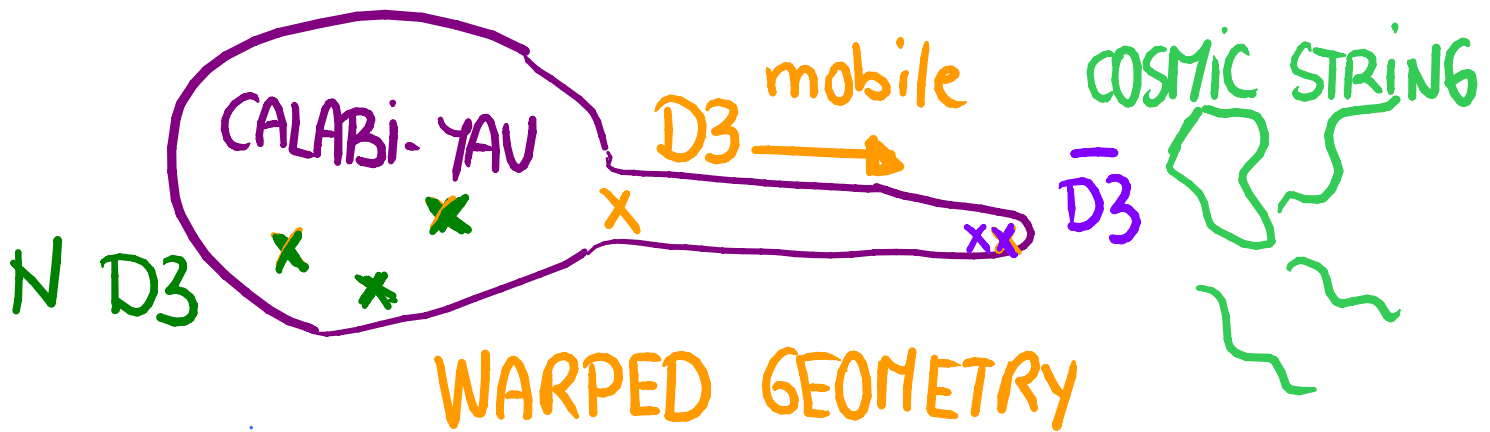 CALABI-YAU
D3
mobile
COSMIC STRING
D̅3
N D3
WARPED GEOMETRY